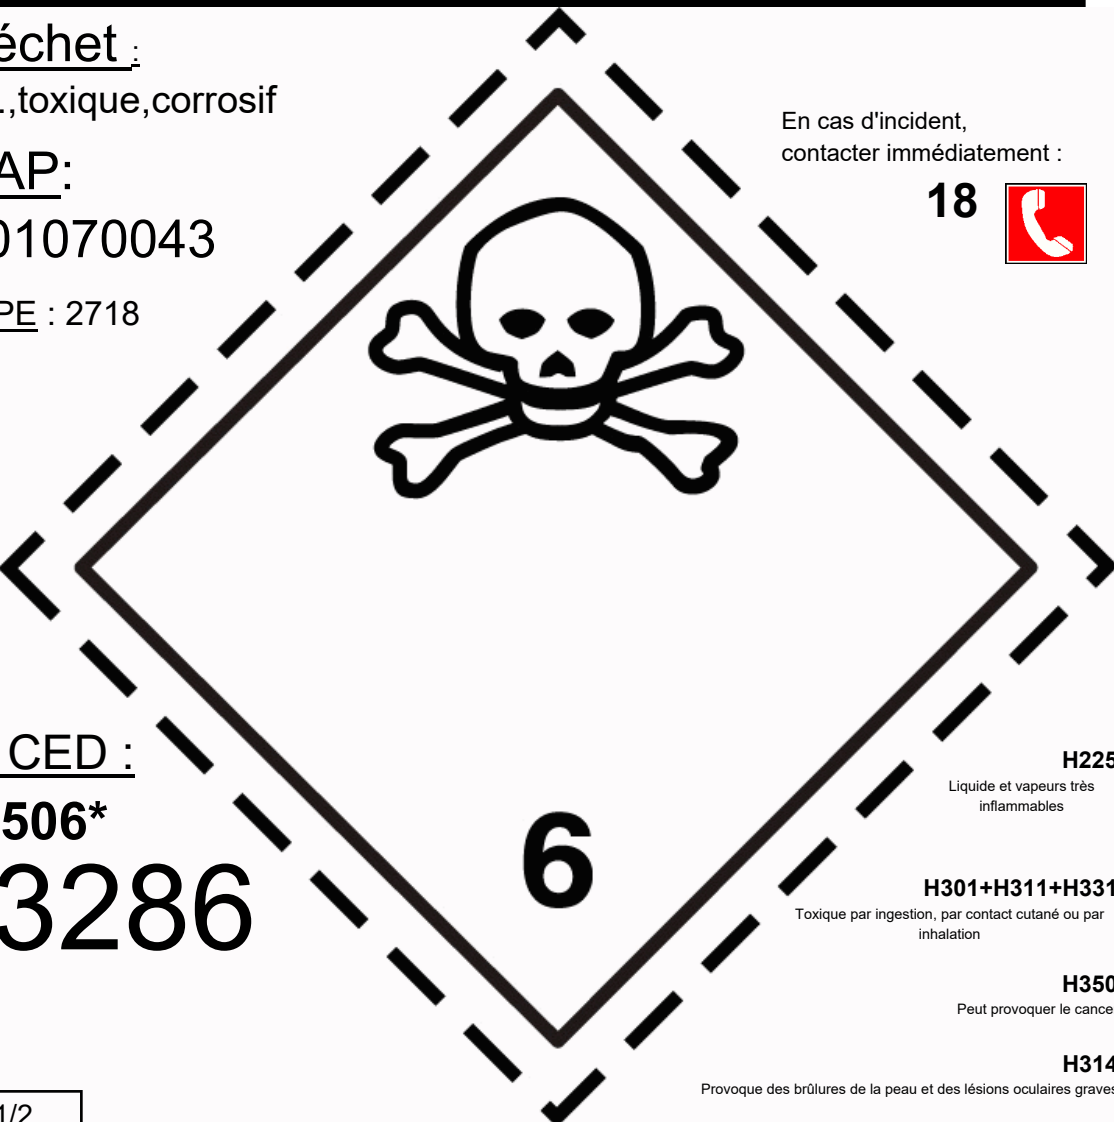 échet :
.,toxique,corrosif
AP:
01070043
PE : 2718
En cas d'incident,
contacter immédiatement :
18
CED :
506*
3286
6
H225
Liquide et vapeurs très
inflammables
H301+H311+H331
Toxique par ingestion, par contact cutané ou par
inhalation
H350
Peut provoquer le cance
H314
Provoque des brûlures de la peau et des lésions oculaires graves
1/2